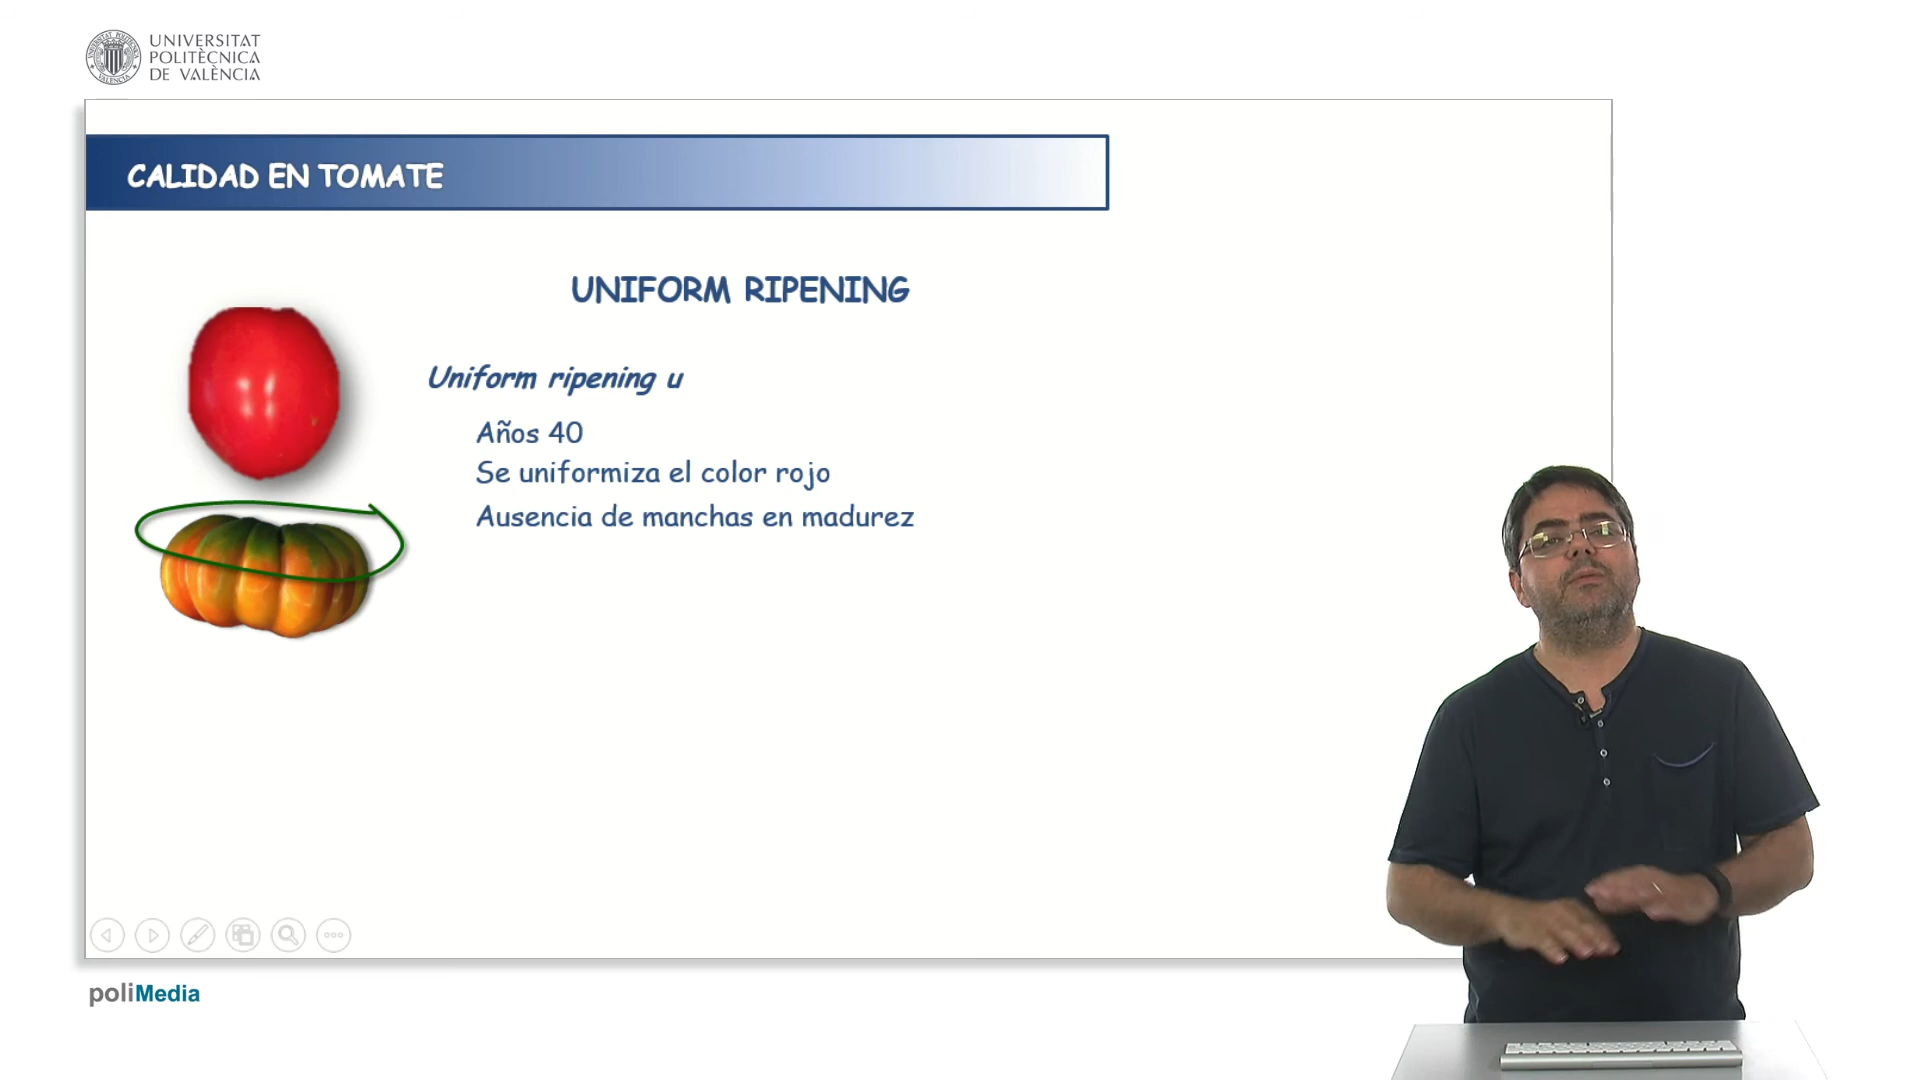 UNIVERSITAT
POLITÈCNICA
DE VALÈNCIA
CALIDAD EN TOMATE
UNIFORM RIPENING
Uniform ripening u
Años 40
Se uniformiza el color rojo
Ausencia de manchas en madurez
poliMedia